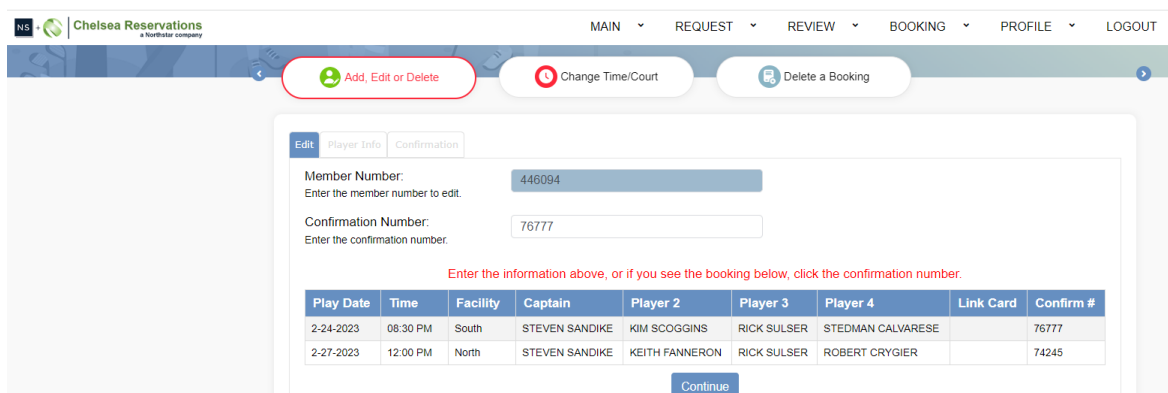 NS + Chelsea Reservations
a Northstar company
MAIN REQUEST REVIEW BOOKING PROFILE LOGOUT
Add, Edit or Delete Change Time/Court Delete a Booking
Edit Player Info Confirmation
Member Number: 446094
Enter the member number to edit.
Confirmation Number: 76777
Enter the confirmation number.
Enter the information above, or if you see the booking below, click the confirmation number.
Play Date Time Facility Captain Player 2 Player 3 Player 4 Link Card Confirm #
2-24-2023 08:30 PM South STEVEN SANDIKE KIM SCOGGINS RICK SULSER STEDMAN CALVARESE 76777
2-27-2023 12:00 PM North STEVEN SANDIKE KEITH FANNERON RICK SULSER ROBERT CRYGIER 74245
Continue